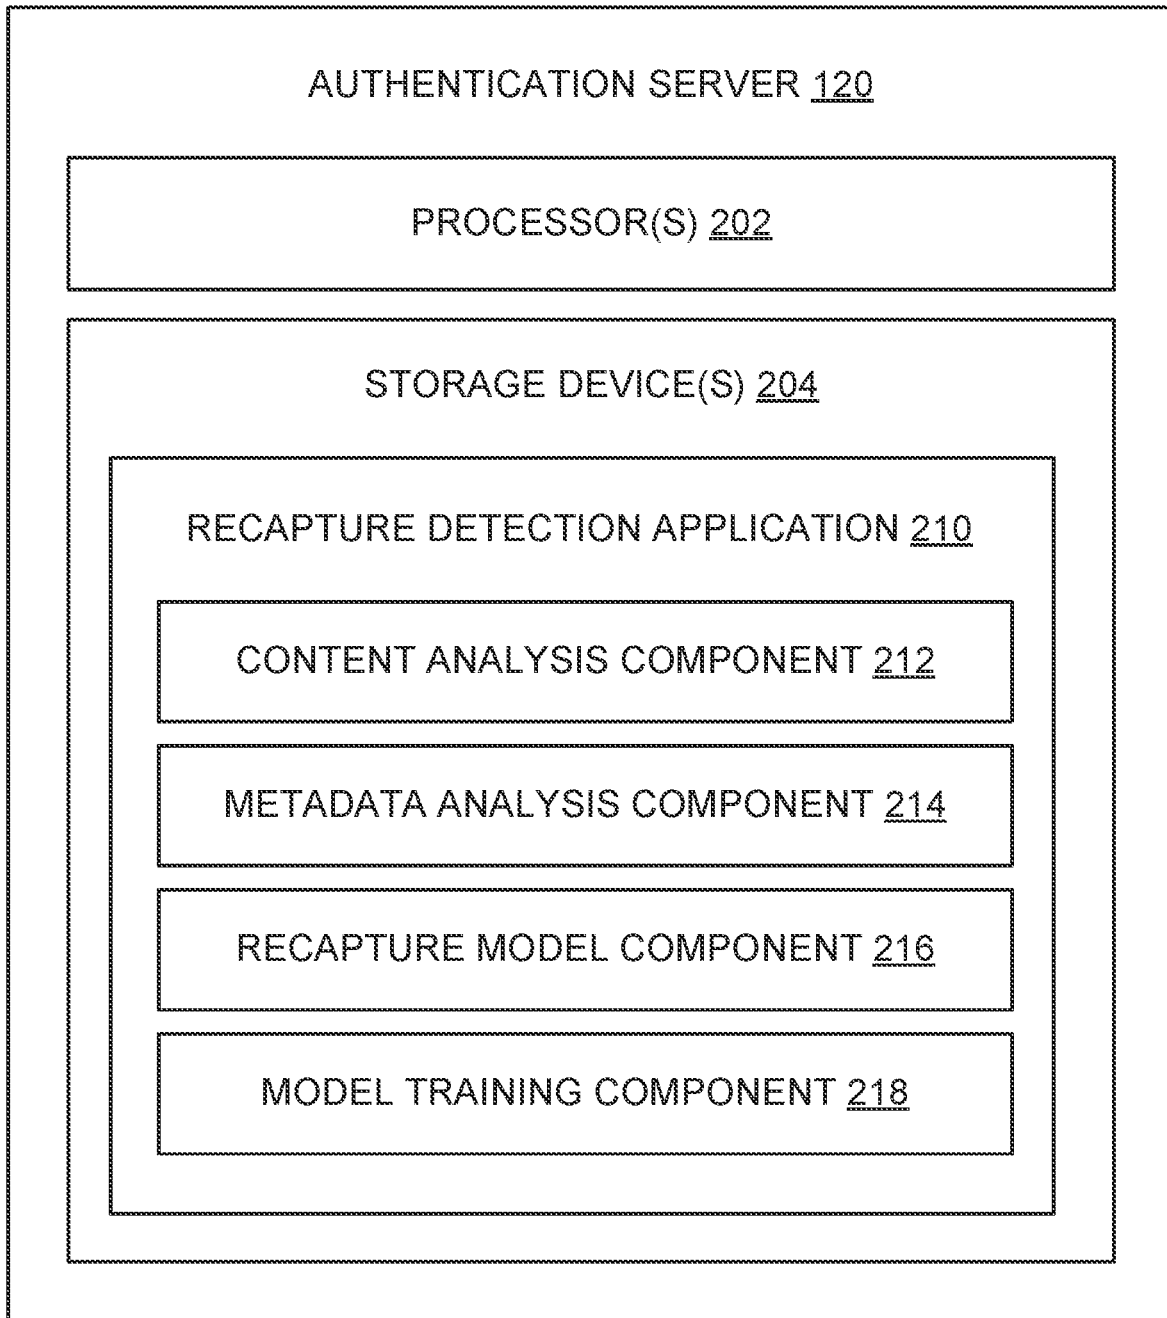 AUTHENTICATION SERVER 120
PROCESSOR(S) 202
STORAGE DEVICE(S) 204
RECAPTURE DETECTION APPLICATION 210
CONTENT ANALYSIS COMPONENT 212
METADATA ANALYSIS COMPONENT 214
RECAPTURE MODEL COMPONENT 216
MODEL TRAINING COMPONENT 218